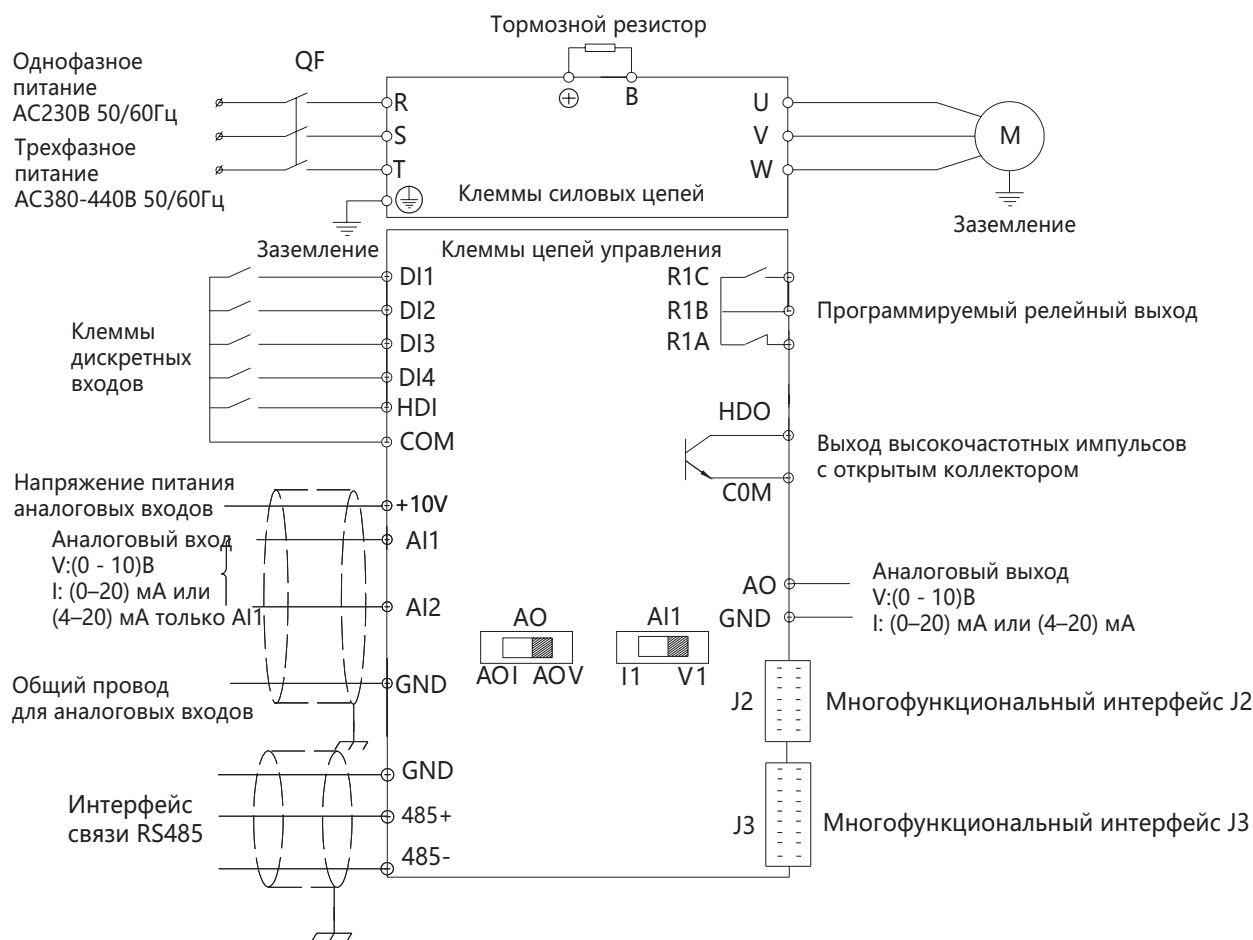 Тормозной резистор
Однофазное
питание
АС230В 50/60Гц
QF
Трехфазное
питание
АС380-440В 50/60Гц
R
S
T
B
U
V
W
M
Клеммы силовых цепей
Заземление
Заземление
Клеммы цепей управления
Клеммы
дискретных
входов
DI1
DI2
DI3
DI4
HDI
COM
R1C
R1B
R1A
Программируемый релейный выход
HDO
C0M
Выход высокочастотных импульсов
с открытым коллектором
Напряжение питания
аналоговых входов
+10V
Аналоговый вход
V:(0 - 10)В
I: (0–20) мА или
(4–20) мА только AI1
AI1
AI2
Общий провод
для аналоговых входов
GND
AO
AOI AOV
AI1
I1 V1
AO
GND
Аналоговый выход
V:(0 - 10)В
I: (0–20) мА или (4–20) мА
J2
Многофункциональный интерфейс J2
J3
Многофункциональный интерфейс J3
Интерфейс
связи RS485
GND
485+
485-